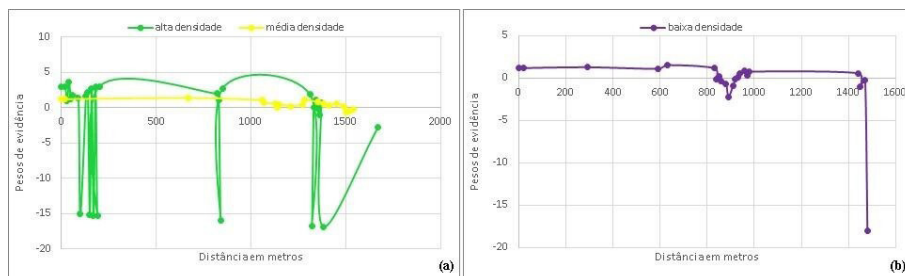 alta densidade média densidade
10
5
0
-5
-10
-15
-20
0 500 1000 1500 2000
Pesos de evidência
Distância em metros
(a)
baixa densidade
5
0
-5
-10
-15
-20
0 200 400 600 800 1000 1200 1400 1600
Pesos de evidência
Distância em metros
(b)